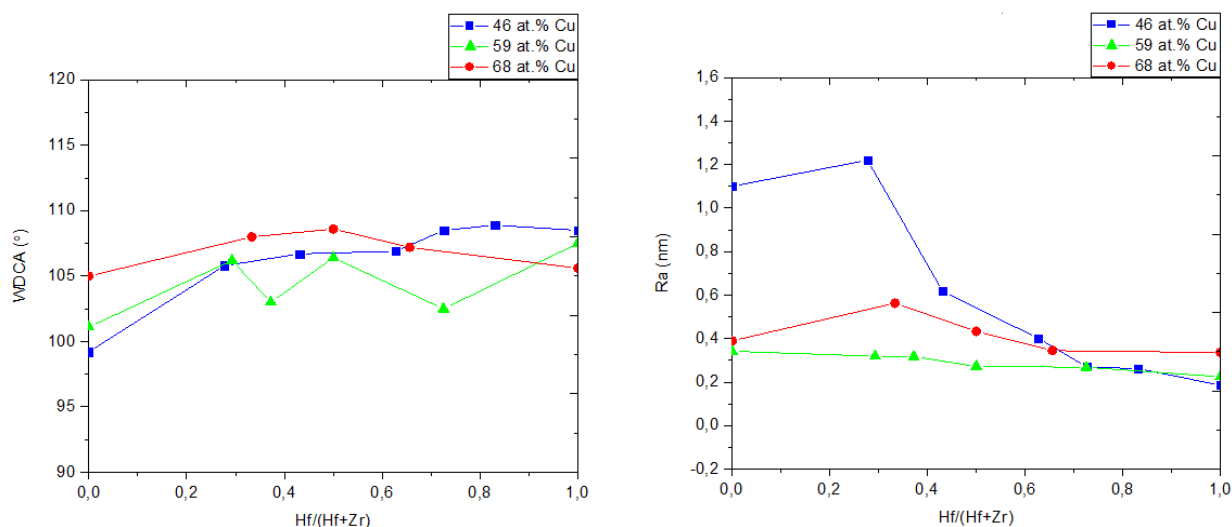 46 at.% Cu
59 at.% Cu
68 at.% Cu
120
115
110
105
100
95
90
WDCA (°)
0,0 0,2 0,4 0,6 0,8 1,0
Hf/(Hf+Zr)
46 at.% Cu
59 at.% Cu
68 at.% Cu
1,6
1,4
1,2
1,0
0,8
0,6
0,4
0,2
0,0
-0,2
Ra (nm)
0,0 0,2 0,4 0,6 0,8 1,0
Hf/(Hf+Zr)